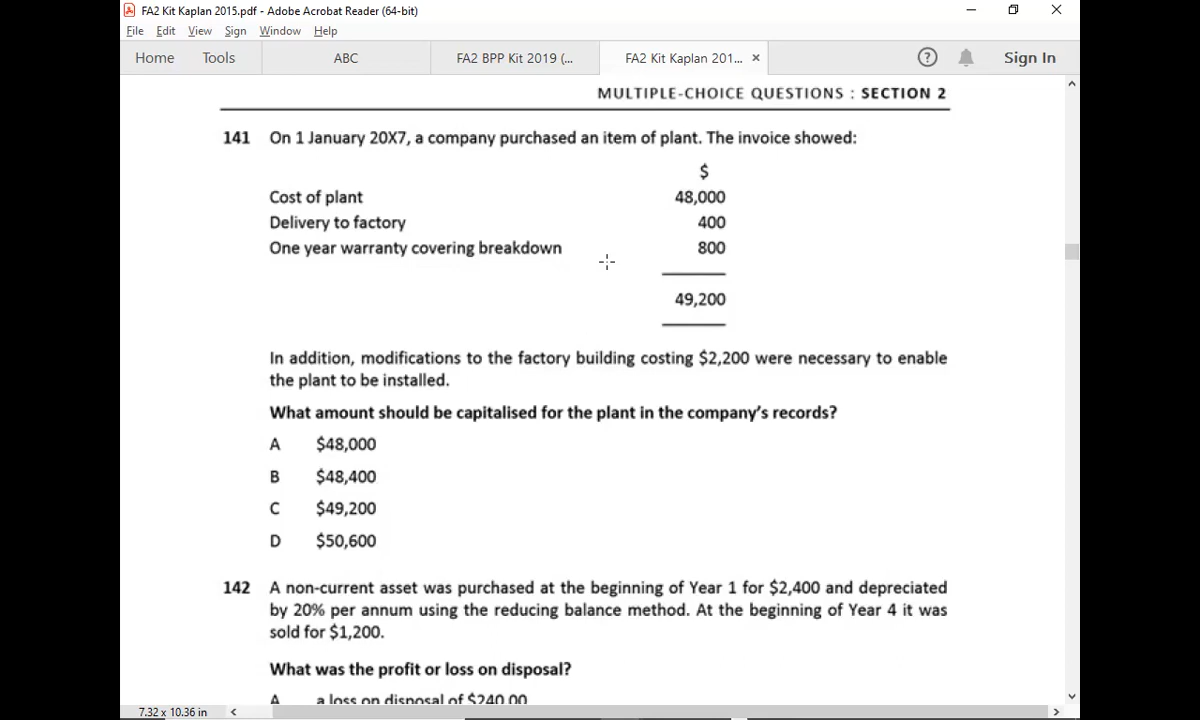 FA2 Kit Kaplan 2015.pdf - Adobe Acrobat Reader (64-bit)
File Edit View Sign Window Help
Home Tools ABC FA2 BPP Kit 2019 (... FA2 Kit Kaplan 201... × Sign In
MULTIPLE-CHOICE QUESTIONS : SECTION 2
141 On 1 January 20X7, a company purchased an item of plant. The invoice showed:
$
Cost of plant 48,000
Delivery to factory 400
One year warranty covering breakdown 800
49,200
In addition, modifications to the factory building costing $2,200 were necessary to enable
the plant to be installed.
What amount should be capitalised for the plant in the company's records?
A $48,000
B $48,400
C $49,200
D $50,600
142 A non-current asset was purchased at the beginning of Year 1 for $2,400 and depreciated
by 20% per annum using the reducing balance method. At the beginning of Year 4 it was
sold for $1,200.
What was the profit or loss on disposal?
A a loss on disposal of $240.00
7.32 x 10.36 in